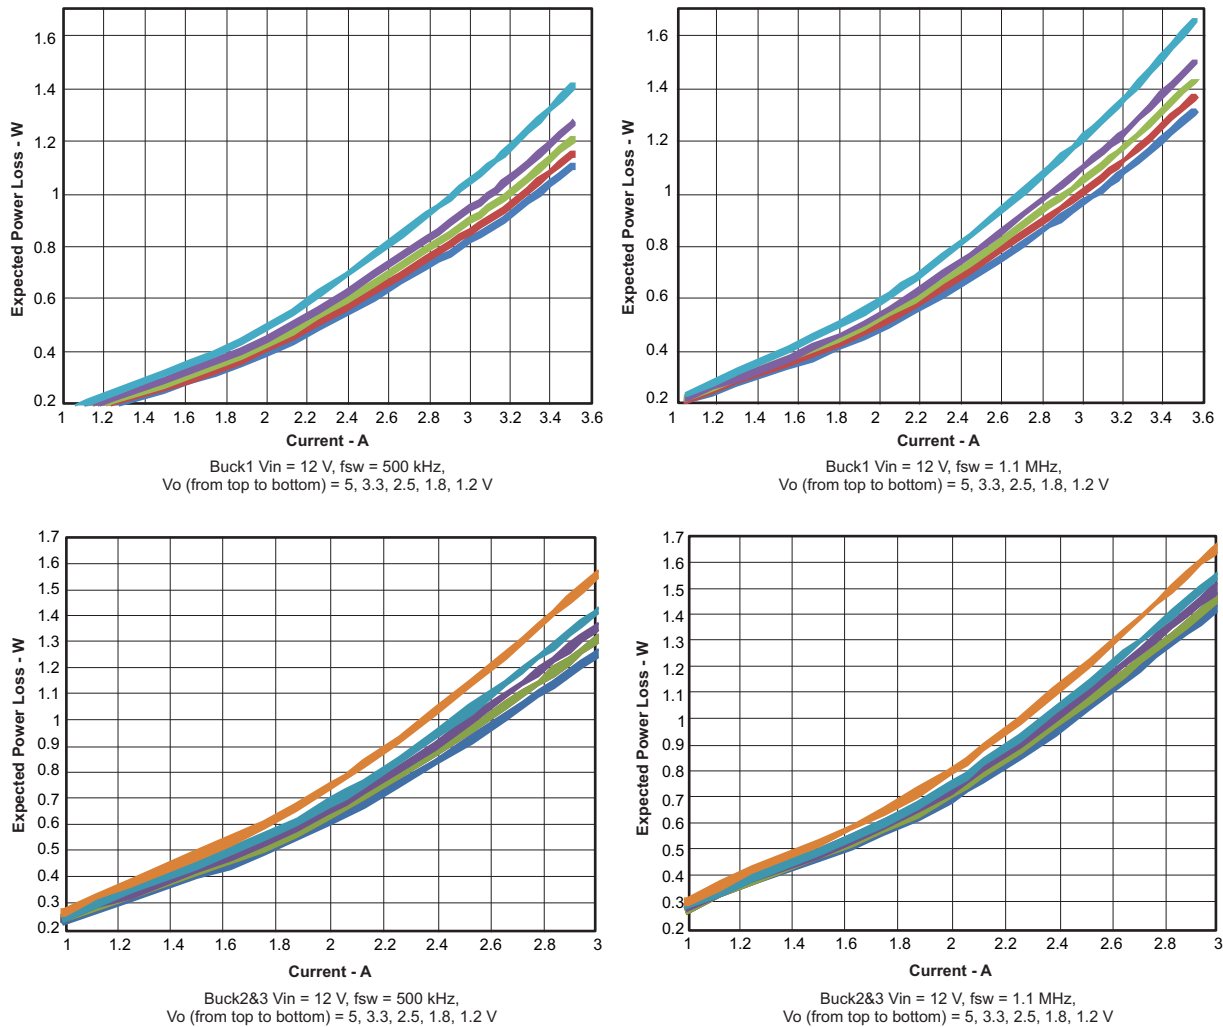 Expected Power Loss - W
1.6
1.4
1.2
1
0.8
0.6
0.4
0.2
1 1.2 1.4 1.6 1.8 2 2.2 2.4 2.6 2.8 3 3.2 3.4 3.6
Current - A
Buck1 Vin = 12 V, fsw = 500 kHz,
Vo (from top to bottom) = 5, 3.3, 2.5, 1.8, 1.2 V
Expected Power Loss - W
1.6
1.4
1.2
1
0.8
0.6
0.4
0.2
1 1.2 1.4 1.6 1.8 2 2.2 2.4 2.6 2.8 3 3.2 3.4 3.6
Current - A
Buck1 Vin = 12 V, fsw = 1.1 MHz,
Vo (from top to bottom) = 5, 3.3, 2.5, 1.8, 1.2 V
Expected Power Loss - W
1.7
1.6
1.5
1.4
1.3
1.2
1.1
1
0.9
0.8
0.7
0.6
0.5
0.4
0.3
0.2
1 1.2 1.4 1.6 1.8 2 2.2 2.4 2.6 2.8 3
Current - A
Buck2&3 Vin = 12 V, fsw = 500 kHz,
Vo (from top to bottom) = 5, 3.3, 2.5, 1.8, 1.2 V
Expected Power Loss - W
1.7
1.6
1.5
1.4
1.3
1.2
1.1
1
0.9
0.8
0.7
0.6
0.5
0.4
0.3
0.2
1 1.2 1.4 1.6 1.8 2 2.2 2.4 2.6 2.8 3
Current - A
Buck2&3 Vin = 12 V, fsw = 1.1 MHz,
Vo (from top to bottom) = 5, 3.3, 2.5, 1.8, 1.2 V